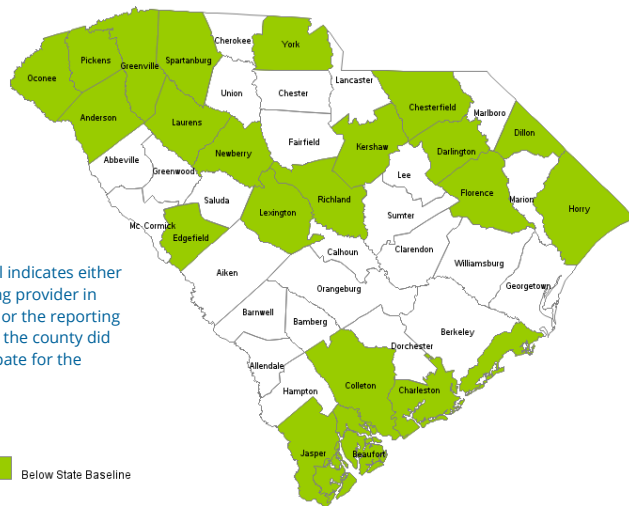 Cherokee
York
Pickens
Spartanburg
Greenville
Oconee
Lancaster
Union
Chester
Chesterfield
Marlboro
Anderson
Laurens
Dillon
Fairfield
Kershaw
Darlington
Newberry
Abbeville
Greenwood
Lee
Florence
Marion
Saluda
Richland
Horry
Lexington
Sumter
Mc Cormick
Edgefield
Calhoun
Clarendon
Williamsburg
Aiken
Georgetown
Orangeburg
Barnwell
Bamberg
Berkeley
Dorchester
Allendale
Colleton
Charleston
Hampton
Jasper
Beaufort
l indicates either
ng provider in
or the reporting
the county did
pate for the
Below State Baseline